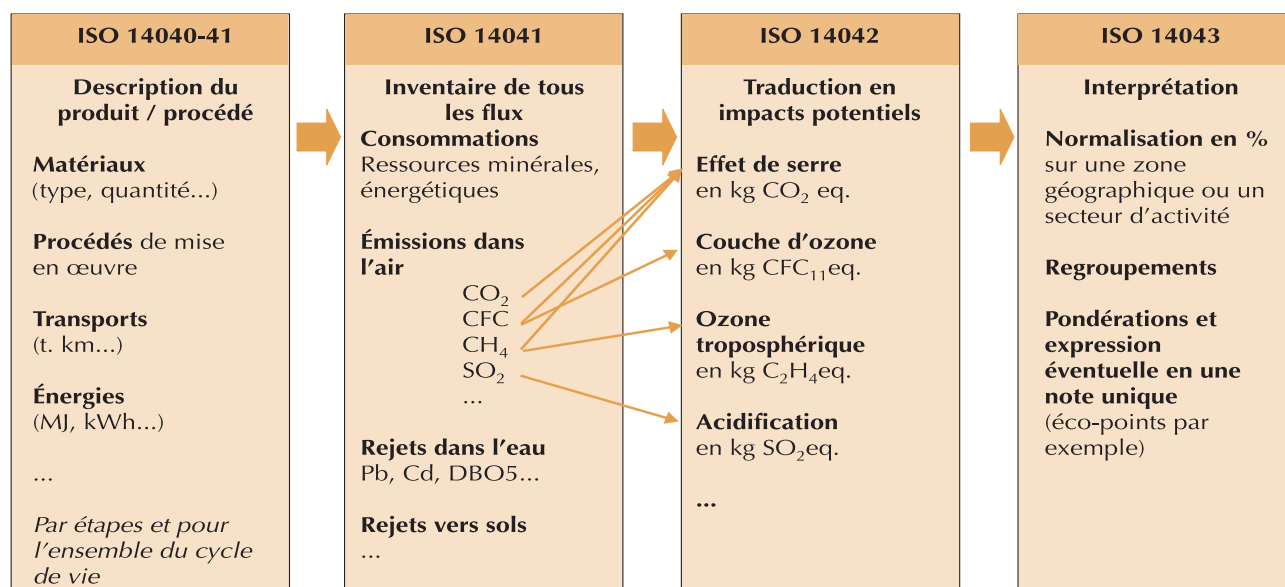 ISO 14040-41
Description du
produit / procédé
Matériaux
(type, quantité...)
Procédés de mise
en œuvre
Transports
(t. km...)
Énergies
(MJ, kWh...)
...
Par étapes et pour
l’ensemble du cycle
de vie
ISO 14041
Inventaire de tous
les flux
Consommations
Ressources minérales,
énergétiques
Émissions dans
l’air
CO₂
CFC
CH₄
SO₂
...
Rejets dans l’eau
Pb, Cd, DBO5...
Rejets vers sols
...
ISO 14042
Traduction en
impacts potentiels
Effet de serre
en kg CO₂ eq.
Couche d’ozone
en kg CFC₁₁eq.
Ozone
troposphérique
en kg C₂H₄eq.
Acidification
en kg SO₂eq.
...
ISO 14043
Interprétation
Normalisation en %
sur une zone
géographique ou un
secteur d’activité
Regroupements
Pondérations et
expression
éventuelle en une
note unique
(éco-points par
exemple)